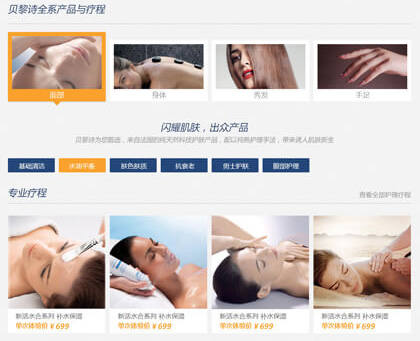 贝黎诗全系产品与疗程
面部
身体
秀发
手足
闪耀肌肤，出众产品
贝黎诗为您甄选，来自法国的纯天然科技护肤产品，配以纯熟护理手法，带来诱人肌肤新生
基础清洁
水油平衡
肤色肤质
抗衰老
男士护肤
眼部护理
专业疗程
查看全部护理疗程
新活水合系列 补水保湿
单次体验价 ¥ 699
新活水合系列 补水保湿
单次体验价 ¥ 699
新活水合系列 补水保湿
单次体验价 ¥ 699
新活水合系列 补水保湿
单次体验价 ¥ 699